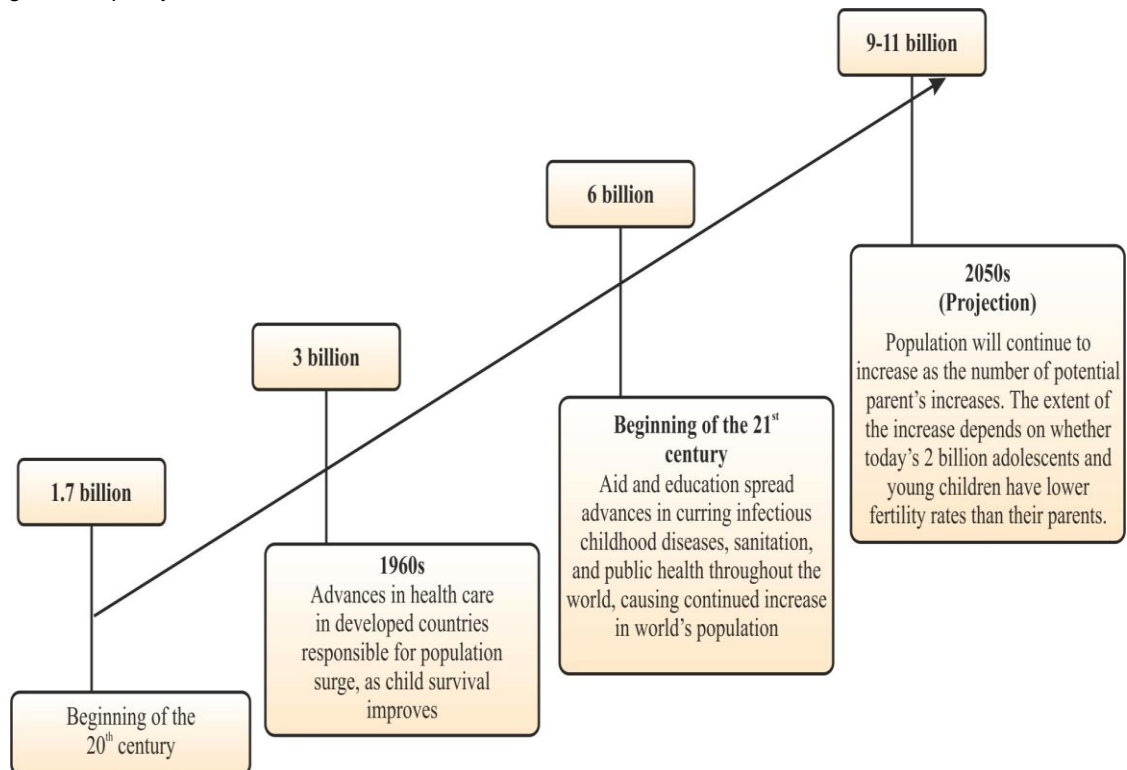 9-11 billion
6 billion
3 billion
1.7 billion
Beginning of the
20th century
1960s
Advances in health care
in developed countries
responsible for population
surge, as child survival
improves
Beginning of the 21st
century
Aid and education spread
advances in curring infectious
childhood diseases, sanitation,
and public health throughout the
world, causing continued increase
in world's population
2050s
(Projection)
Population will continue to
increase as the number of potential
parent's increases. The extent of
the increase depends on whether
today's 2 billion adolescents and
young children have lower
fertility rates than their parents.